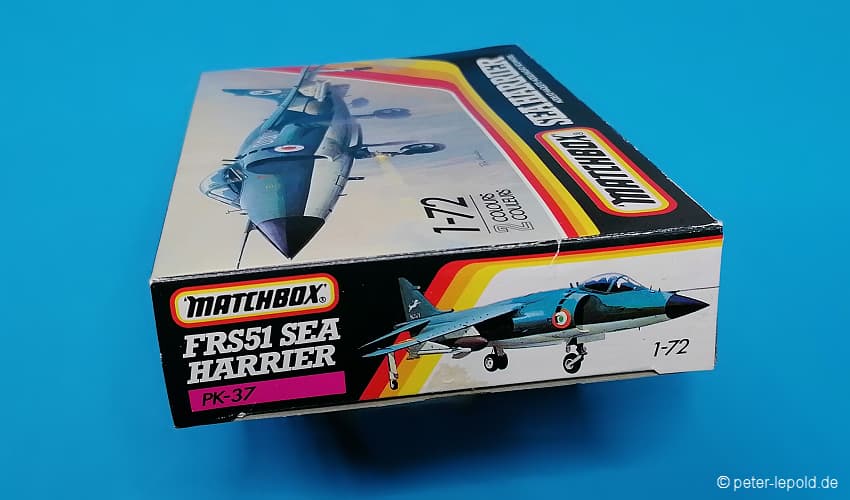 SEA HARRIER
"MATCHBOX"®
1-72
2 COLOURS
COULEURS
"MATCHBOX"®
FRS51 SEA
HARRIER
PK-37
1-72
© peter-lepold.de